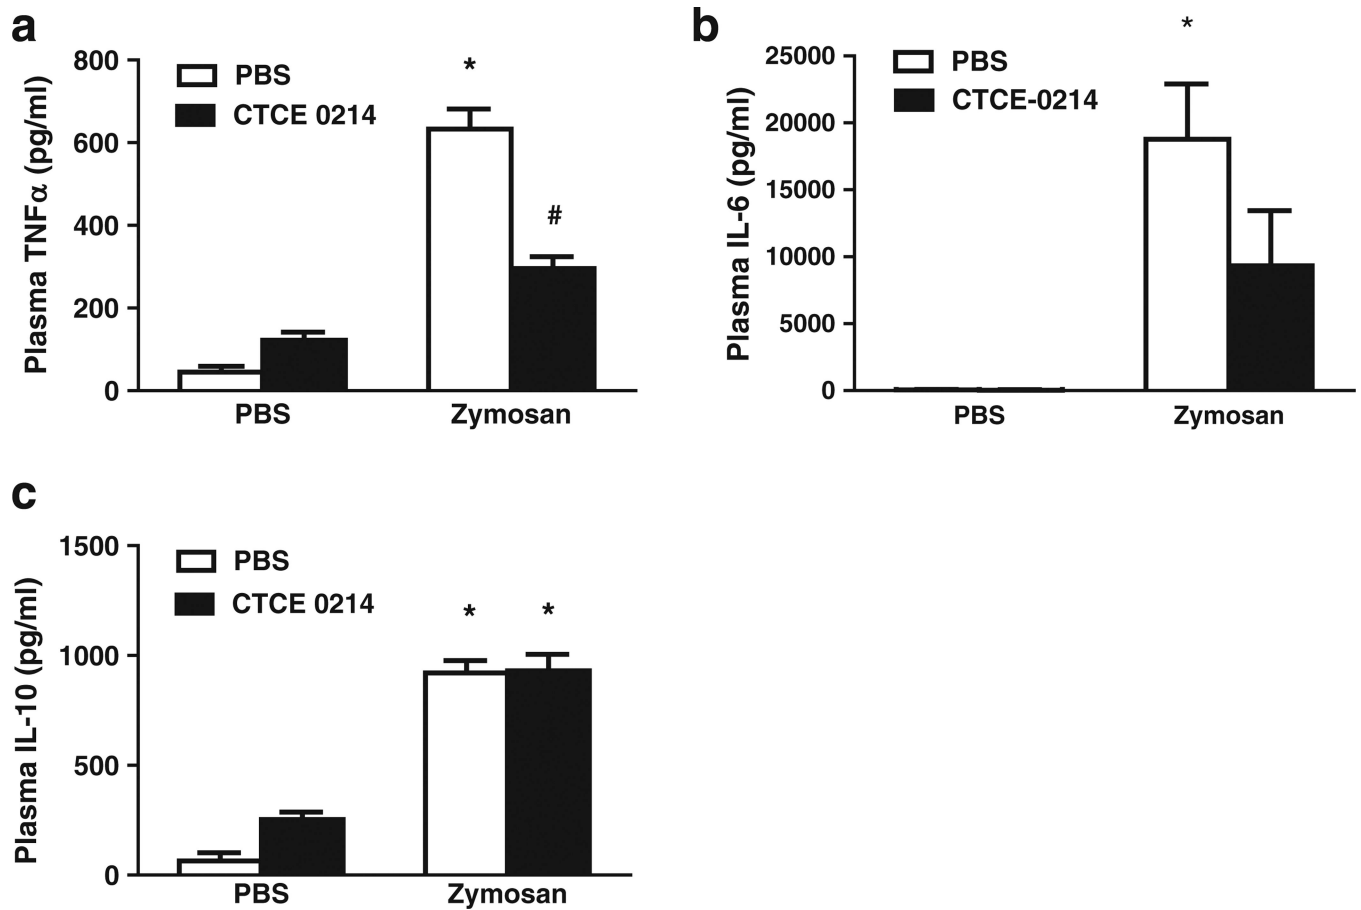 a
Plasma TNFα (pg/ml)
800
600
400
200
0
PBS
CTCE 0214
*
#
PBS
Zymosan
b
Plasma IL-6 (pg/ml)
25000
20000
15000
10000
5000
0
PBS
CTCE-0214
*
PBS
Zymosan
c
Plasma IL-10 (pg/ml)
1500
1000
500
0
PBS
CTCE 0214
*
*
PBS
Zymosan